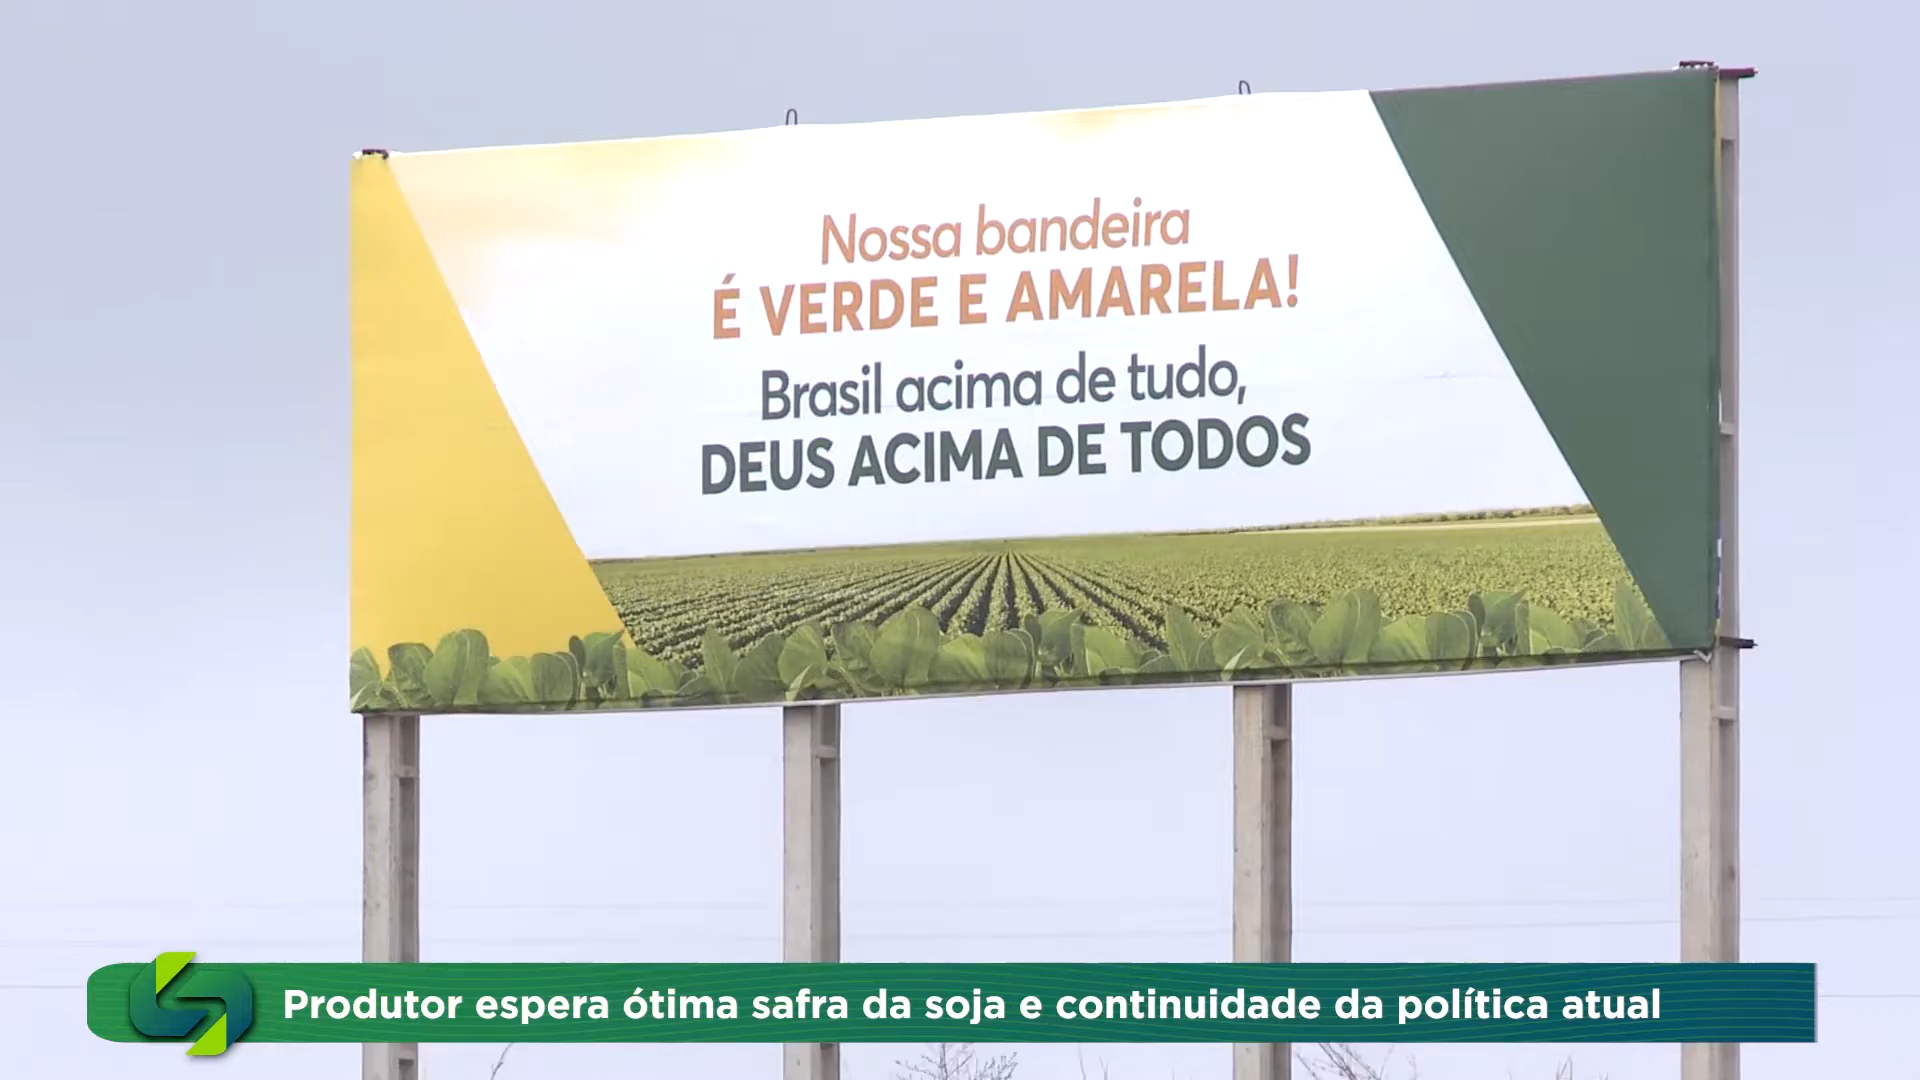 Nossa bandeira
É VERDE E AMARELA!
Brasil acima de tudo,
DEUS ACIMA DE TODOS
Produtor espera ótima safra da soja e continuidade da política atual